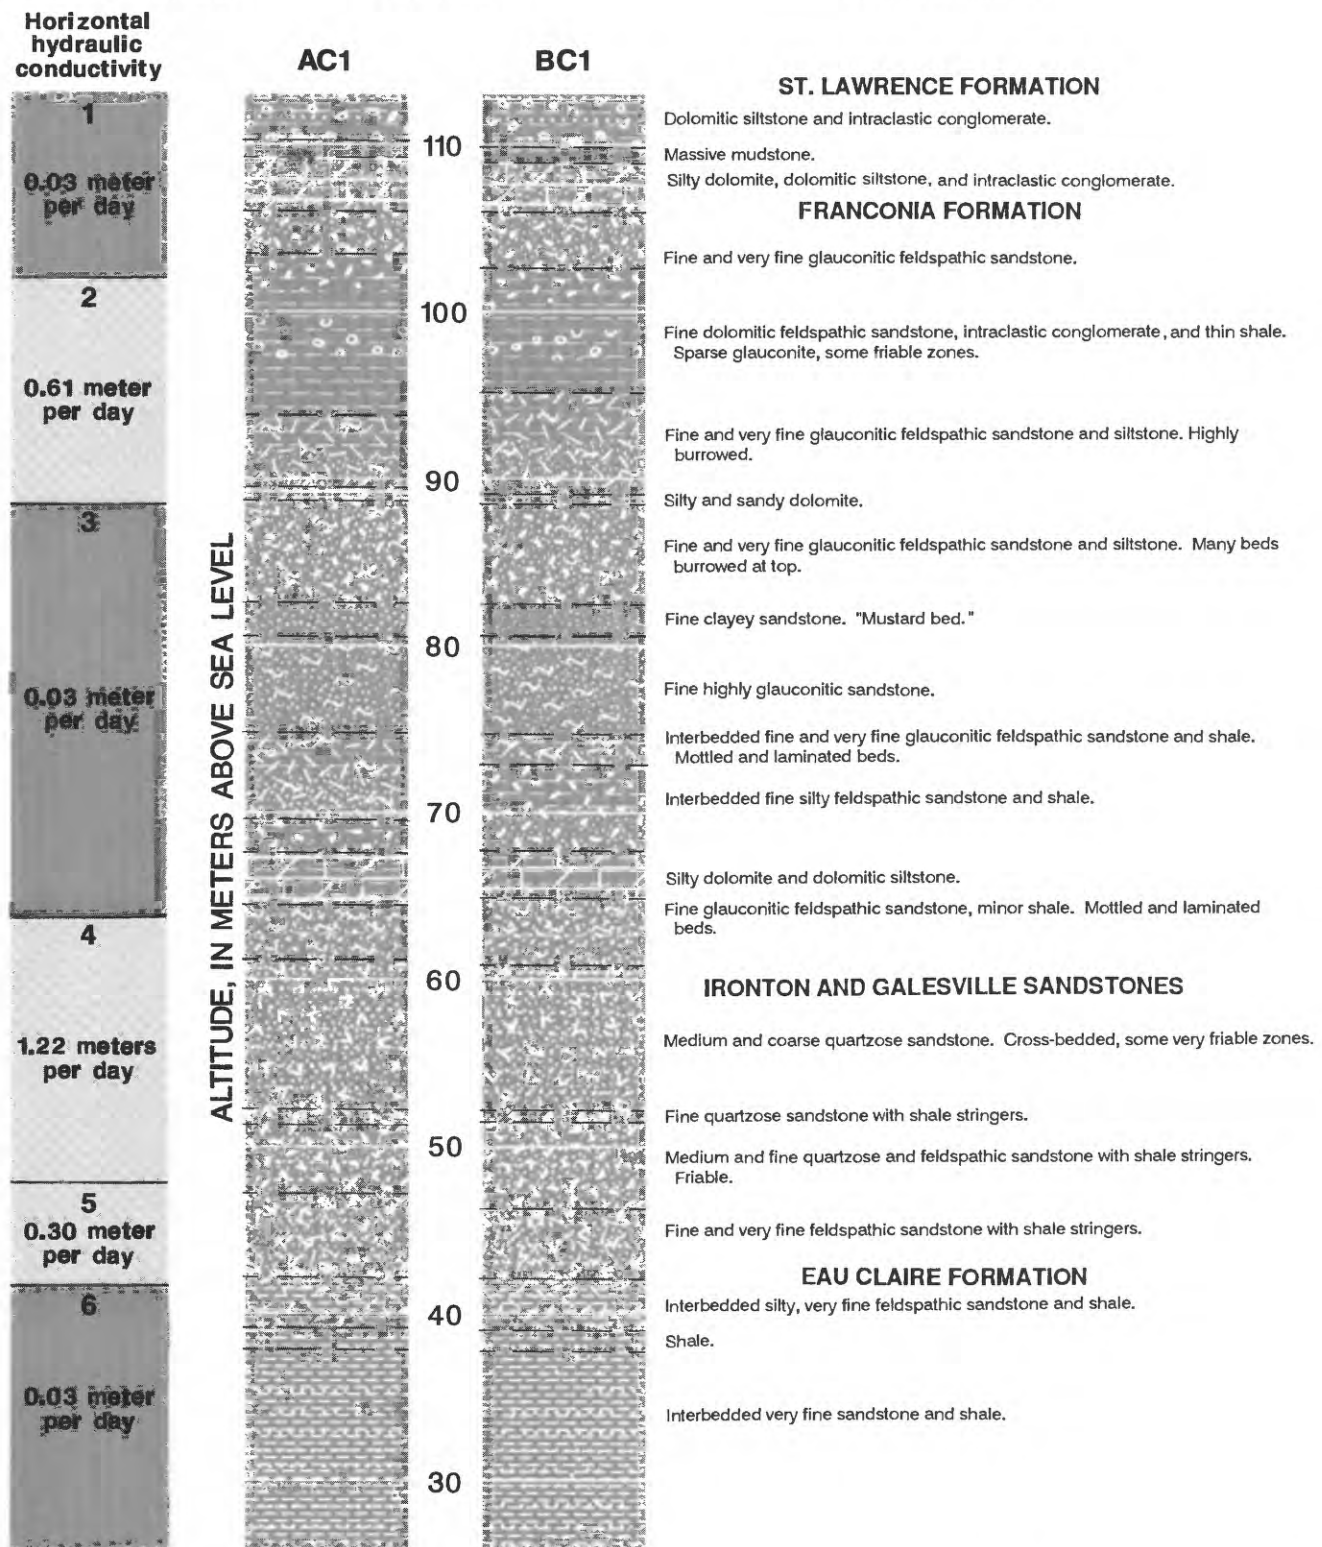 Horizontal
hydraulic
conductivity
1
0.03 meter
per day
2
0.61 meter
per day
3
0.03 meter
per day
4
1.22 meters
per day
5
0.30 meter
per day
6
0.03 meter
per day
ALTITUDE, IN METERS ABOVE SEA LEVEL
AC1
BC1
110
100
90
80
70
60
50
40
30
ST. LAWRENCE FORMATION
Dolomitic siltstone and intraclastic conglomerate.
Massive mudstone.
Silty dolomite, dolomitic siltstone, and intraclastic conglomerate.
FRANCONIA FORMATION
Fine and very fine glauconitic feldspathic sandstone.
Fine dolomitic feldspathic sandstone, intraclastic conglomerate, and thin shale.
Sparse glauconite, some friable zones.
Fine and very fine glauconitic feldspathic sandstone and siltstone. Highly
burrowed.
Silty and sandy dolomite.
Fine and very fine glauconitic feldspathic sandstone and siltstone. Many beds
burrowed at top.
Fine clayey sandstone. "Mustard bed."
Fine highly glauconitic sandstone.
Interbedded fine and very fine glauconitic feldspathic sandstone and shale.
Mottled and laminated beds.
Interbedded fine silty feldspathic sandstone and shale.
Silty dolomite and dolomitic siltstone.
Fine glauconitic feldspathic sandstone, minor shale. Mottled and laminated
beds.
IRONTON AND GALESVILLE SANDSTONES
Medium and coarse quartzose sandstone. Cross-bedded, some very friable zones.
Fine quartzose sandstone with shale stringers.
Medium and fine quartzose and feldspathic sandstone with shale stringers.
Friable.
Fine and very fine feldspathic sandstone with shale stringers.
EAU CLAIRE FORMATION
Interbedded silty, very fine feldspathic sandstone and shale.
Shale.
Interbedded very fine sandstone and shale.